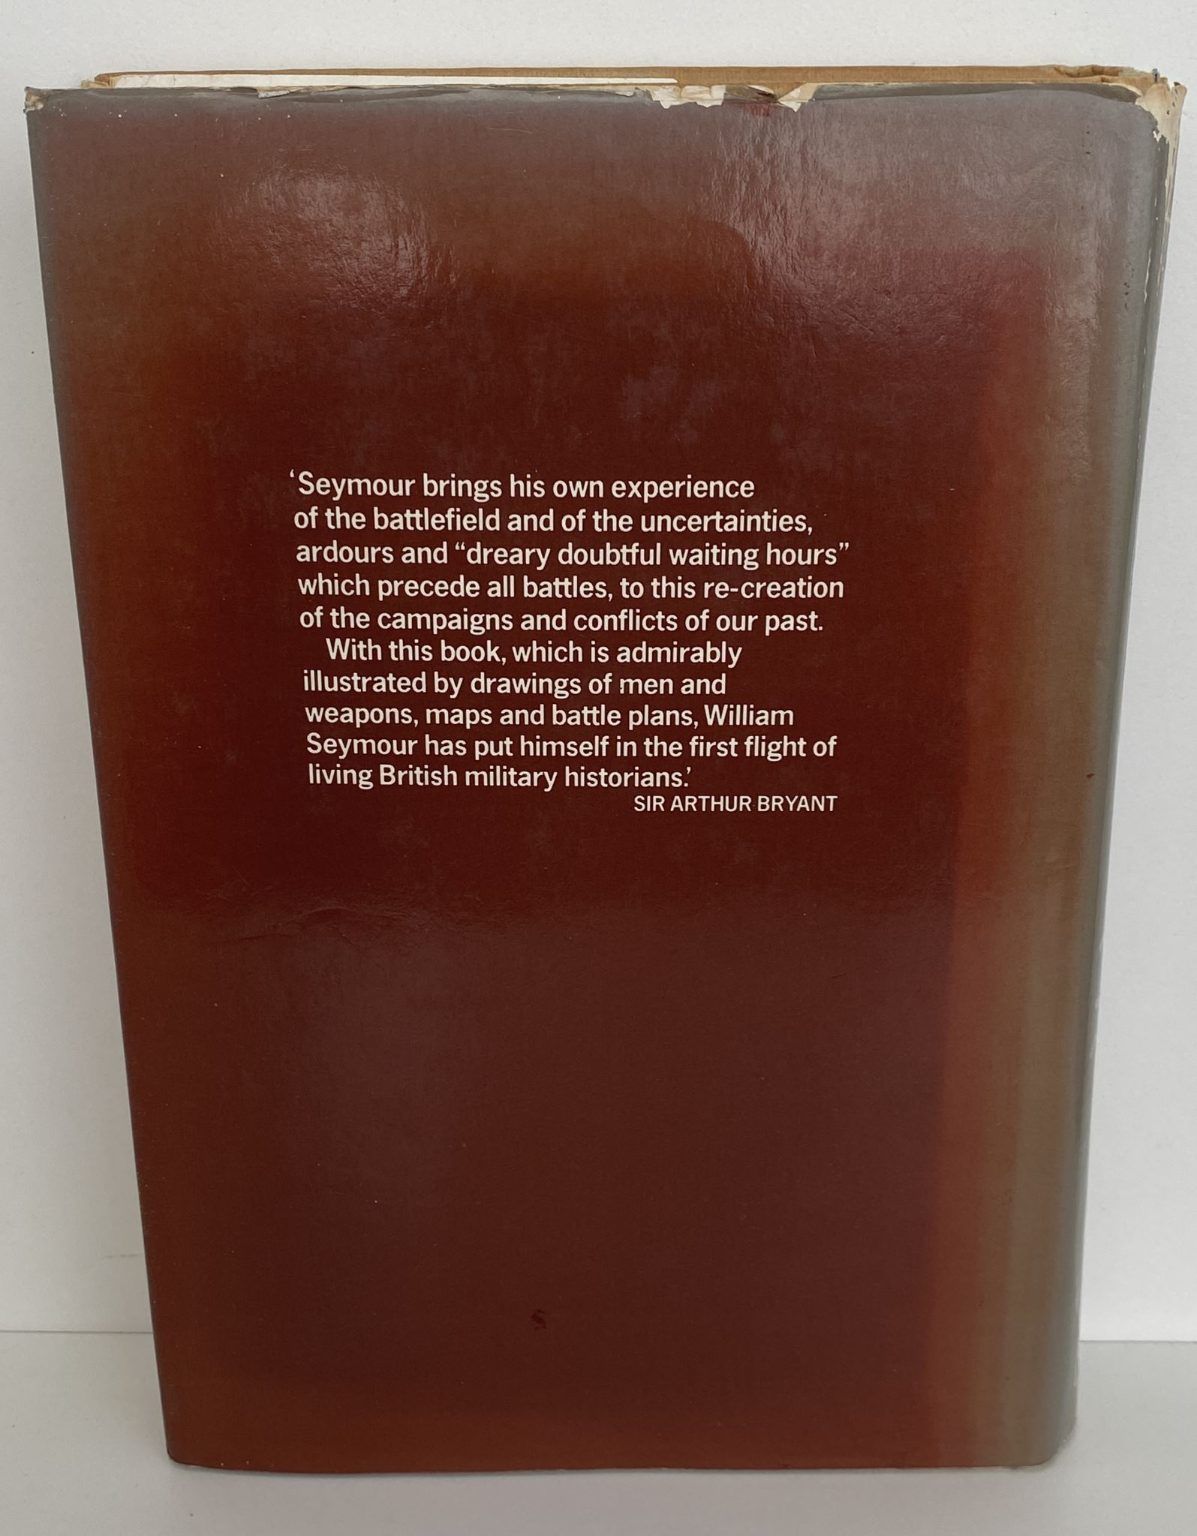 ‘Seymour brings his own experience
of the battlefield and of the uncertainties,
ardours and “dreary doubtful waiting hours”
which precede all battles, to this re-creation
of the campaigns and conflicts of our past.
With this book, which is admirably
illustrated by drawings of men and
weapons, maps and battle plans, William
Seymour has put himself in the first flight of
living British military historians.’
SIR ARTHUR BRYANT